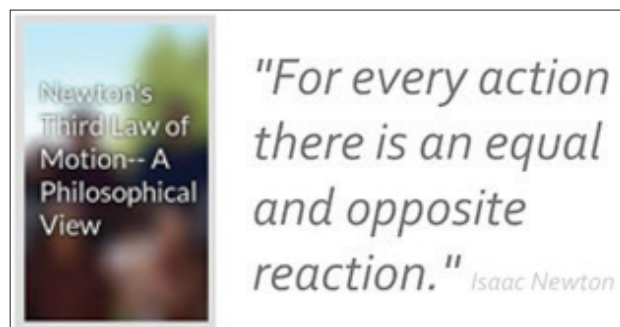 Newton's
Third Law of
Motion-- A
Philosophical
View
"For every action
there is an equal
and opposite
reaction." Isaac Newton